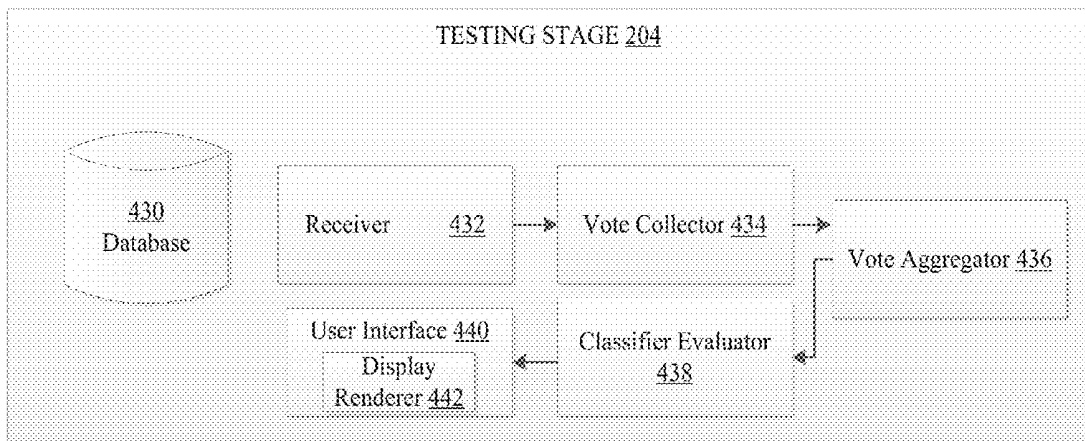 TESTING STAGE 204
430
Database
Receiver 432
Vote Collector 434
Vote Aggregator 436
User Interface 440
Display
Renderer 442
Classifier Evaluator
438